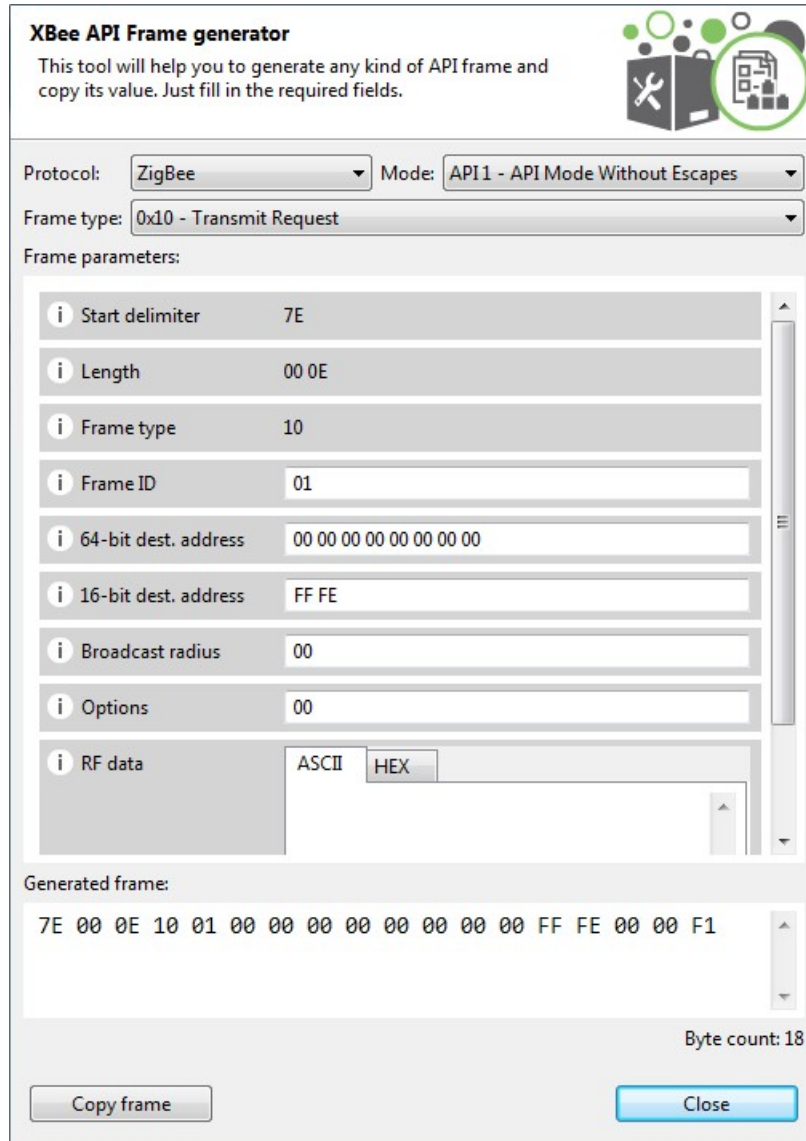 XBee API Frame generator
This tool will help you to generate any kind of API frame and
copy its value. Just fill in the required fields.
Protocol: ZigBee Mode: API 1 - API Mode Without Escapes
Frame type: 0x10 - Transmit Request
Frame parameters:
i Start delimiter 7E
i Length 00 0E
i Frame type 10
i Frame ID 01
i 64-bit dest. address 00 00 00 00 00 00 00 00
i 16-bit dest. address FF FE
i Broadcast radius 00
i Options 00
i RF data ASCII HEX
Generated frame:
7E 00 0E 10 01 00 00 00 00 00 00 00 00 FF FE 00 00 F1
Byte count: 18
Copy frame Close